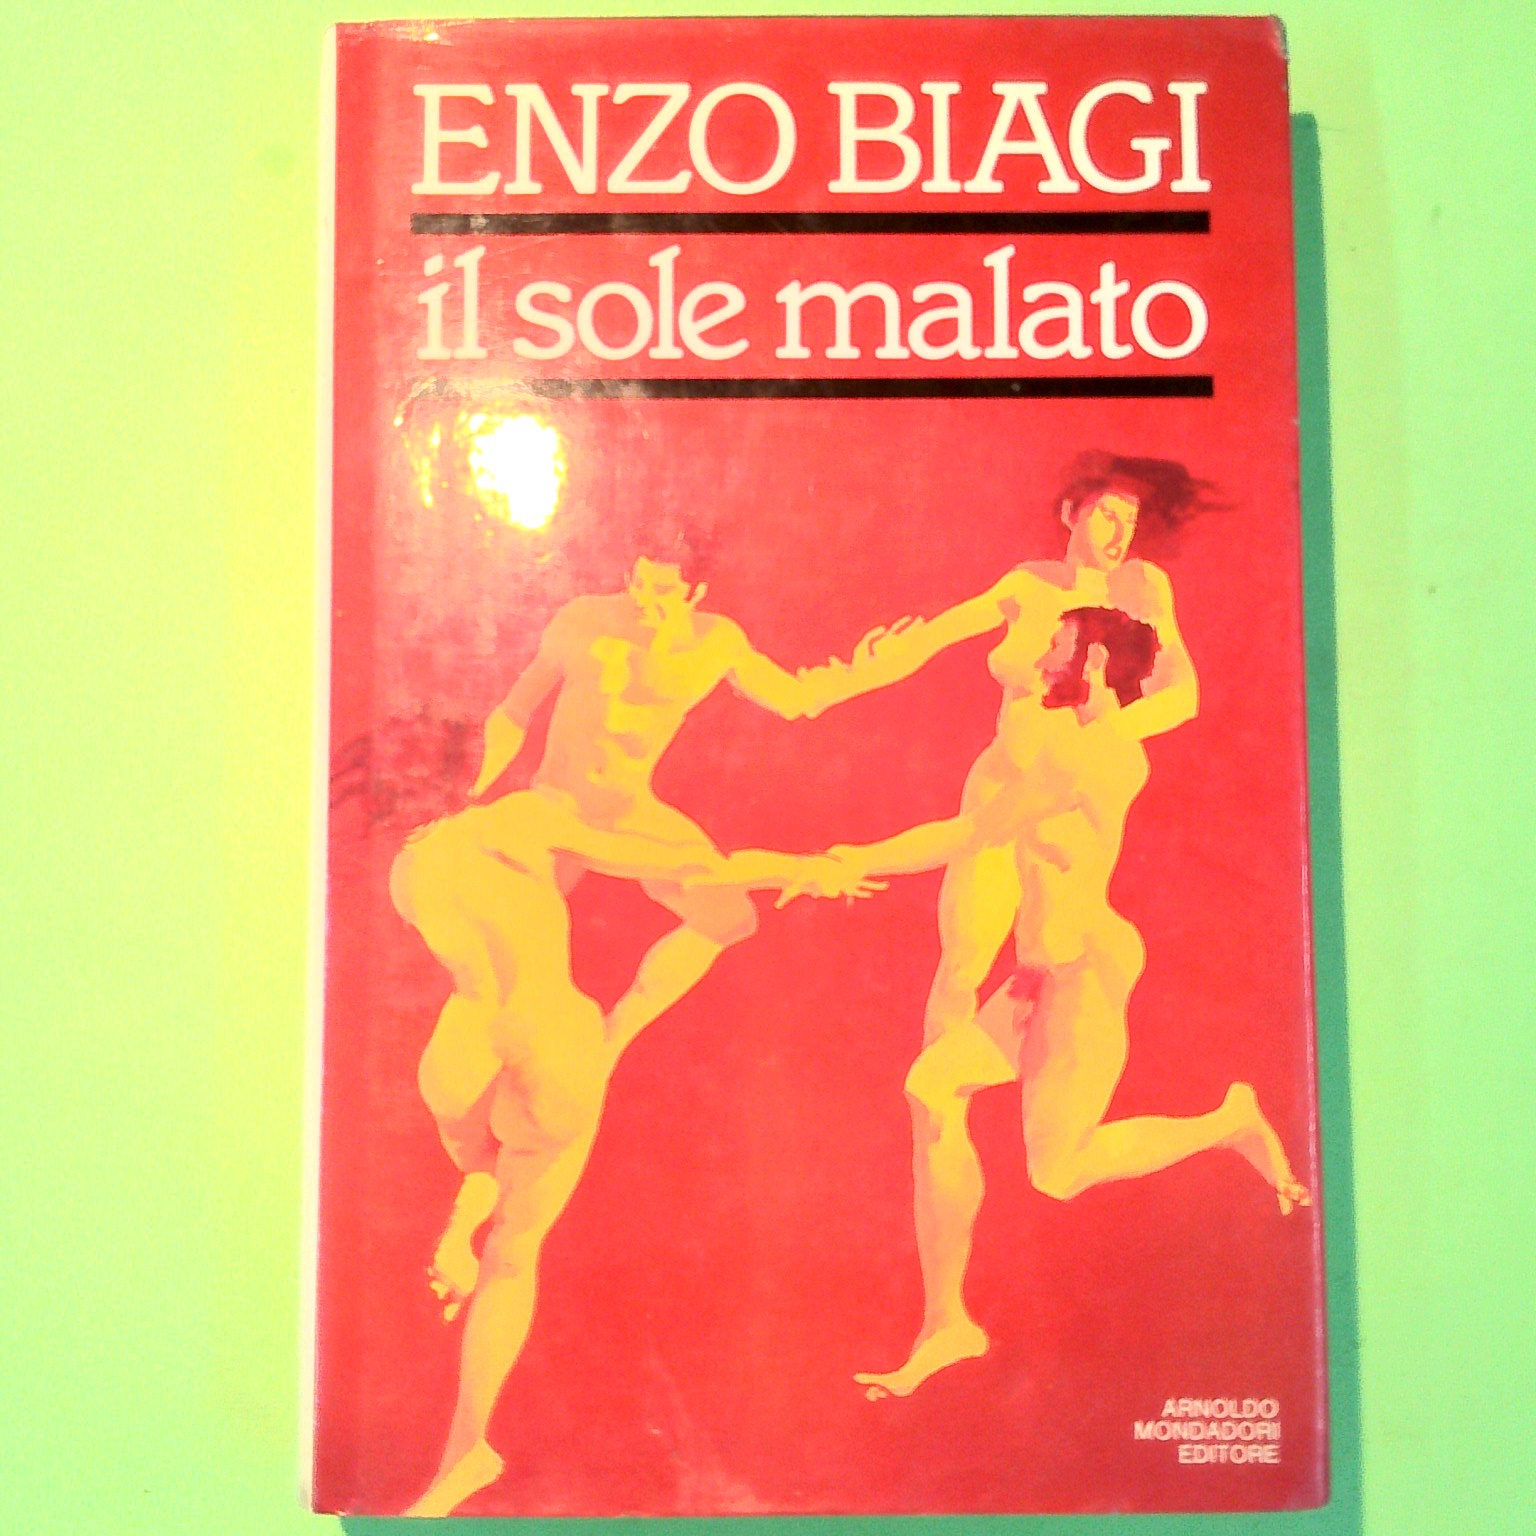 ENZO BIAGI
il sole malato
ARNOLDO
MONDADORI
EDITORE